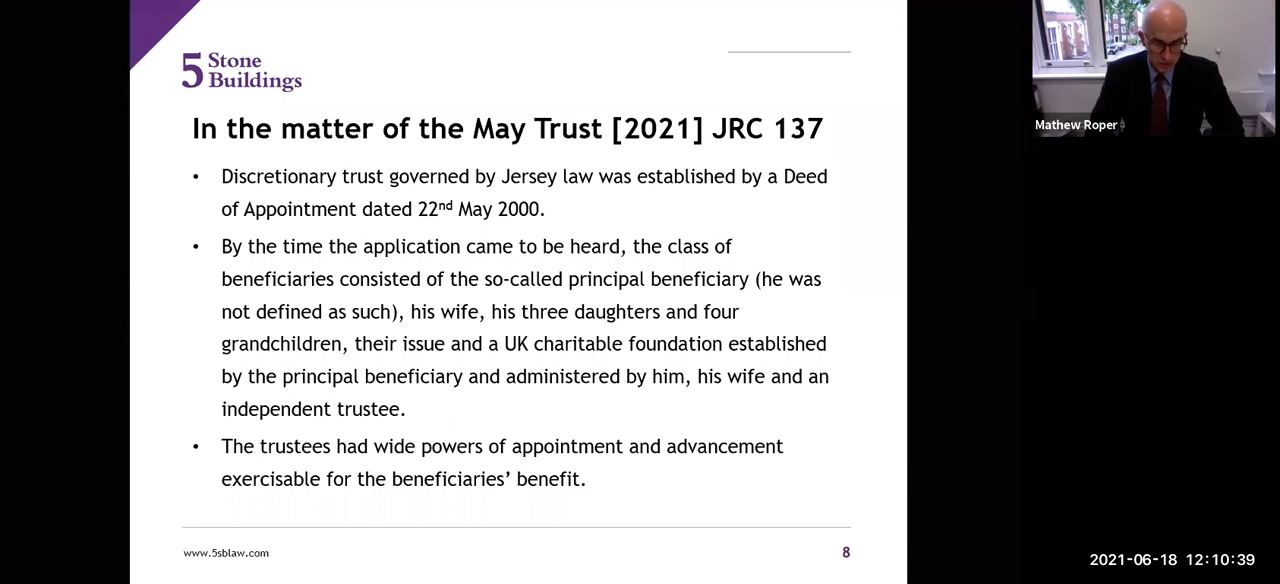 5 Stone
Buildings
In the matter of the May Trust [2021] JRC 137
• Discretionary trust governed by Jersey law was established by a Deed
of Appointment dated 22nd May 2000.
• By the time the application came to be heard, the class of
beneficiaries consisted of the so-called principal beneficiary (he was
not defined as such), his wife, his three daughters and four
grandchildren, their issue and a UK charitable foundation established
by the principal beneficiary and administered by him, his wife and an
independent trustee.
• The trustees had wide powers of appointment and advancement
exercisable for the beneficiaries’ benefit.
www.5sblaw.com
8
Mathew Roper
2021-06-18 12:10:39